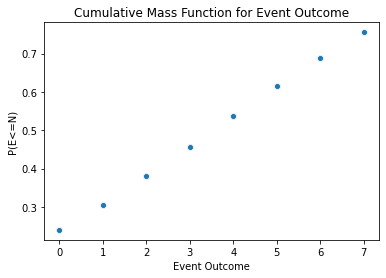 Cumulative Mass Function for Event Outcome
P(E<=N)
0.7
0.6
0.5
0.4
0.3
0 1 2 3 4 5 6 7
Event Outcome